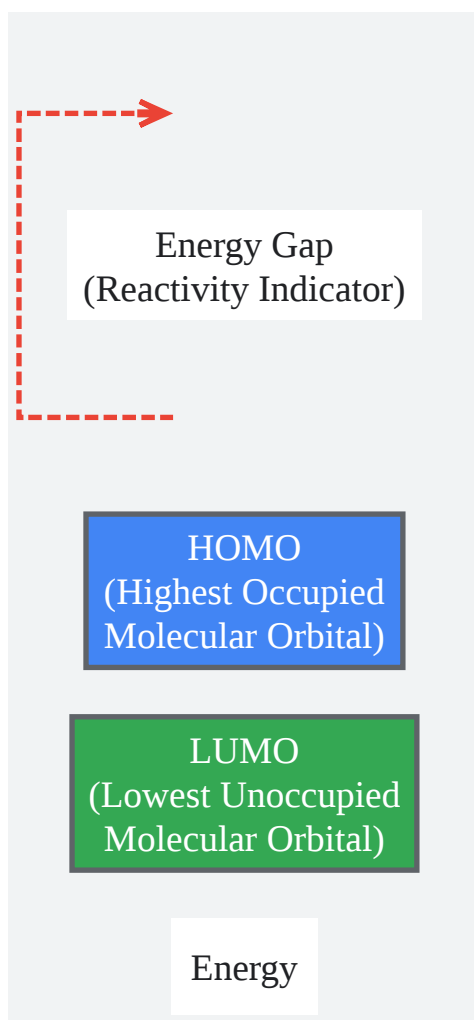 Energy Gap
(Reactivity Indicator)
HOMO
(Highest Occupied
Molecular Orbital)
LUMO
(Lowest Unoccupied
Molecular Orbital)
Energy